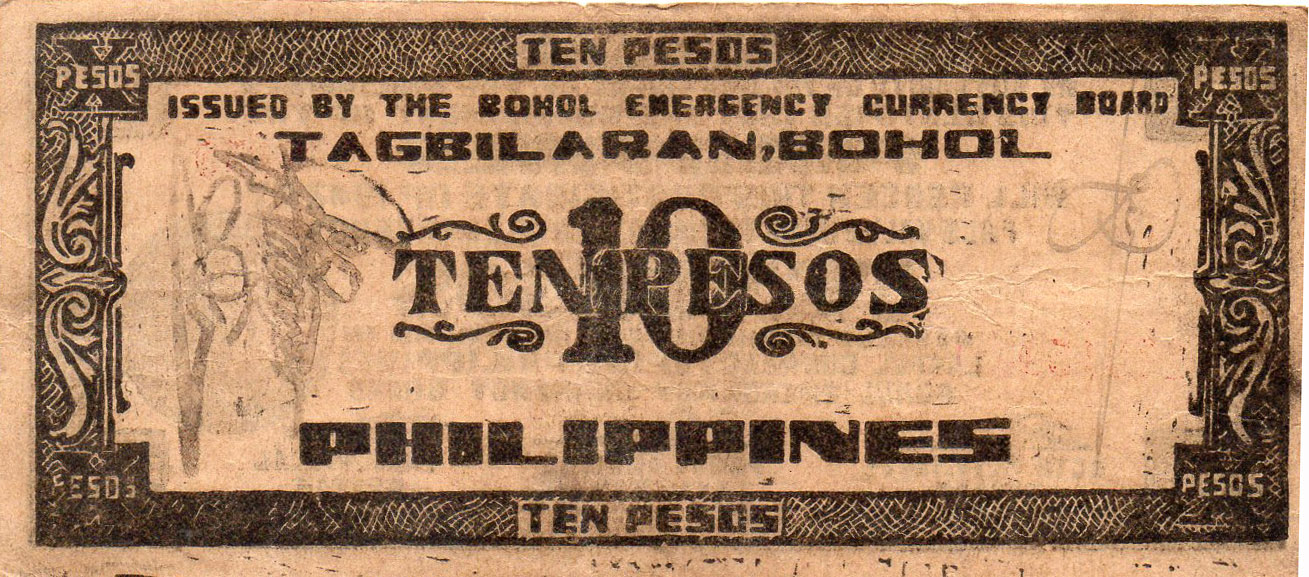 TEN PESOS
PESOS
PESOS
ISSUED BY THE BOHOL EMERGENCY CURRENCY BOARD
TAGBILARAN, BOHOL
10
TEN PESOS
PHILIPPINES
PESOS
PESOS
TEN PESOS